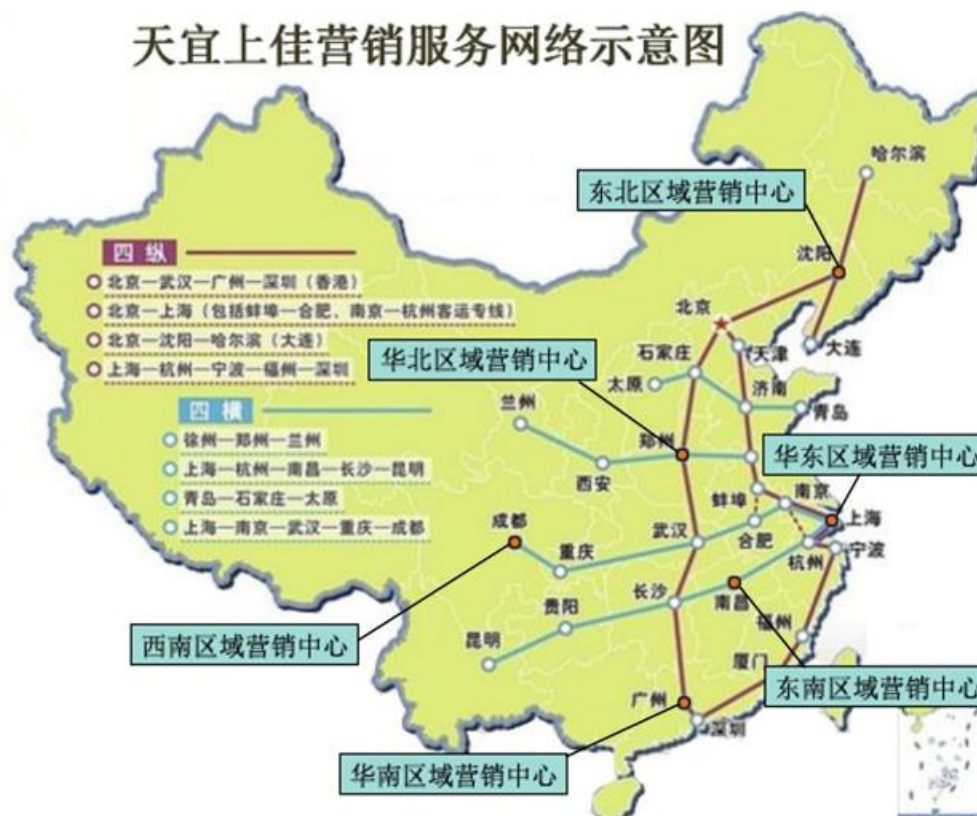 天宜上佳营销服务网络示意图
哈尔滨
东北区域营销中心
沈阳
四纵
北京—武汉—广州—深圳（香港）
北京—上海（包括蚌埠—合肥、南京—杭州客运专线）
北京—沈阳—哈尔滨（大连）
上海—杭州—宁波—福州—深圳
北京
大连
天津
石家庄
华北区域营销中心
太原
济南
青岛
四横
徐州—郑州—兰州
上海—杭州—南昌—长沙—昆明
青岛—石家庄—太原
上海—南京—武汉—重庆—成都
兰州
郑州
西安
华东区域营销中心
蚌埠
南京
上海
成都
重庆
武汉
合肥
杭州
宁波
贵阳
长沙
南昌
福州
西南区域营销中心
昆明
厦门
东南区域营销中心
广州
深圳
华南区域营销中心